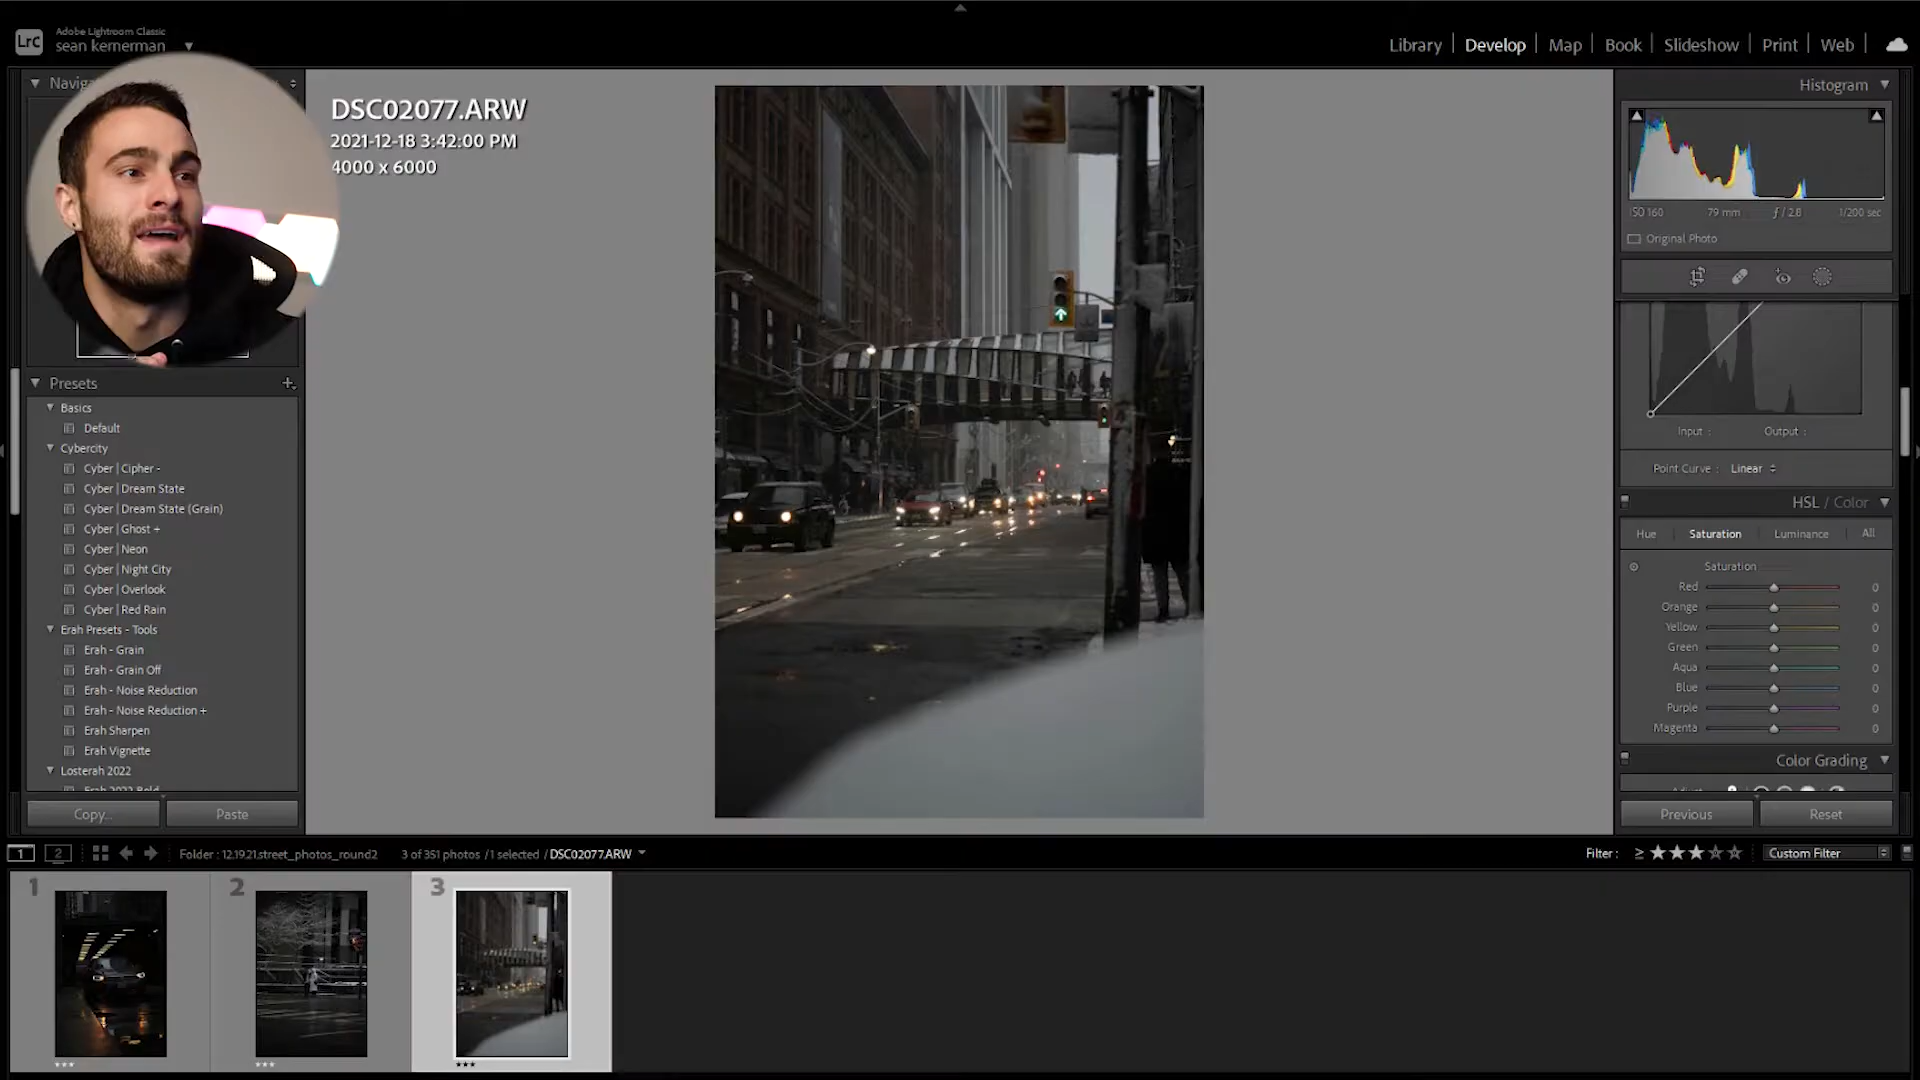 LrC
Adobe Lightroom Classic
sean kernerman
Library
Develop
Map
Book
Slideshow
Print
Web
DSC02077.ARW
2021-12-18 3:42:00 PM
4000 x 6000
Presets
Basics
Default
Cybercity
Cyber | Cipher -
Cyber | Dream State
Cyber | Dream State (Grain)
Cyber | Ghost +
Cyber | Neon
Cyber | Night City
Cyber | Overlook
Cyber | Red Rain
Erah Presets - Tools
Erah - Grain
Erah - Grain Off
Erah - Noise Reduction
Erah - Noise Reduction +
Erah Sharpen
Erah Vignette
Losterah 2022
Copy...
Paste
Histogram
ISO 160
79 mm
ƒ / 2.8
1/200 sec
Original Photo
Input :
Output :
Point Curve : Linear
HSL / Color
Hue
Saturation
Luminance
All
Saturation
Red 0
Orange 0
Yellow 0
Green 0
Aqua 0
Blue 0
Purple 0
Magenta 0
Color Grading
Previous
Reset
1
2
Folder : 12.19.21.street_photos_round2
3 of 351 photos / 1 selected / DSC02077.ARW
Filter :
Custom Filter
1
2
3